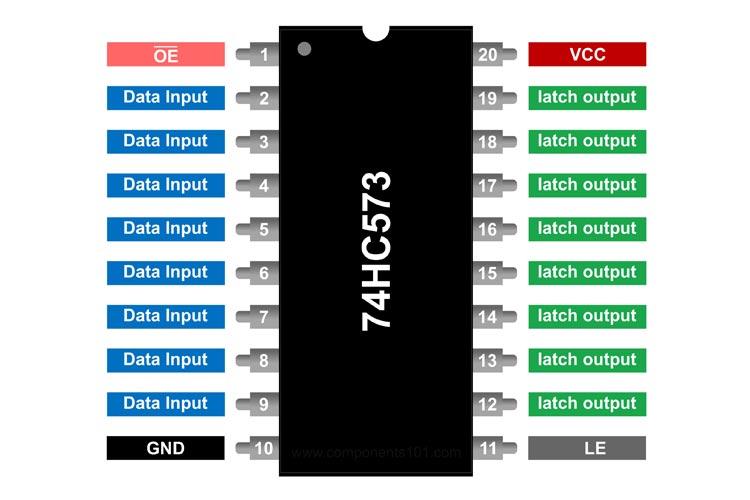 O̅E̅ 1 20 VCC
Data Input 2 19 latch output
Data Input 3 18 latch output
Data Input 4 17 latch output
Data Input 5 16 latch output
Data Input 6 15 latch output
Data Input 7 14 latch output
Data Input 8 13 latch output
Data Input 9 12 latch output
GND 10 11 LE
74HC573
www.components101.com